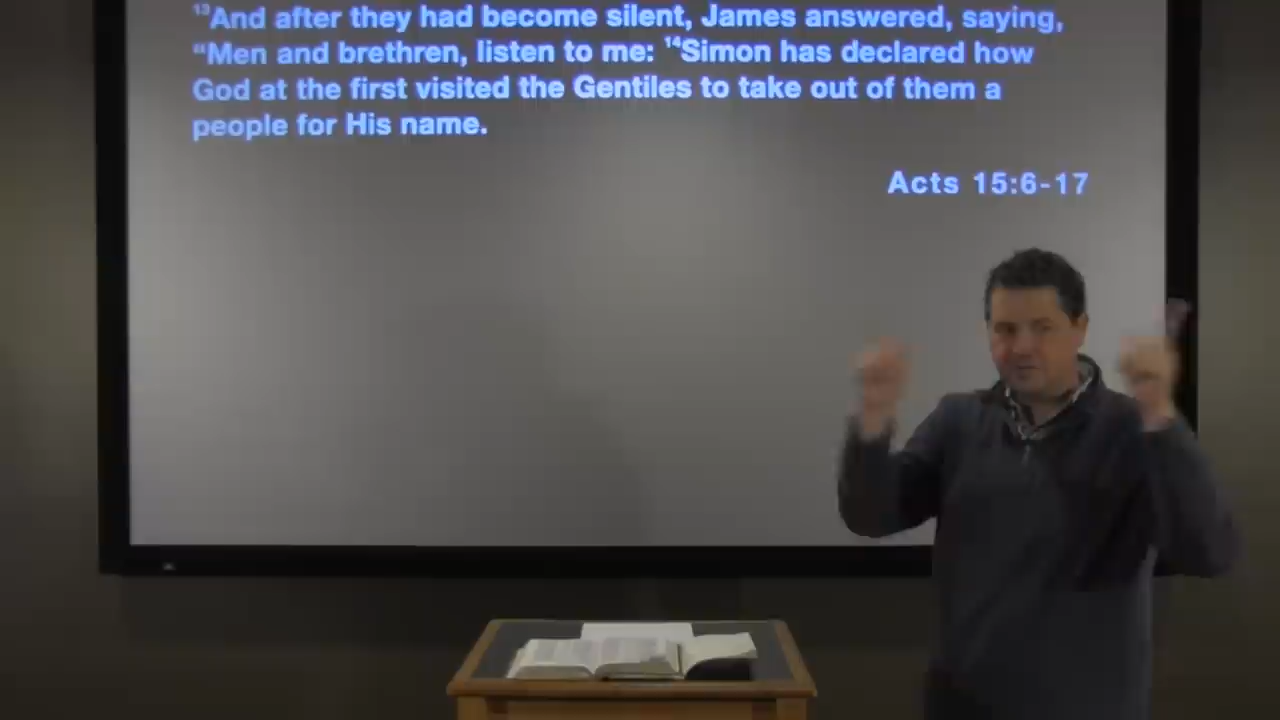 ¹³And after they had become silent, James answered, saying,
“Men and brethren, listen to me: ¹⁴Simon has declared how
God at the first visited the Gentiles to take out of them a
people for His name.
Acts 15:6-17